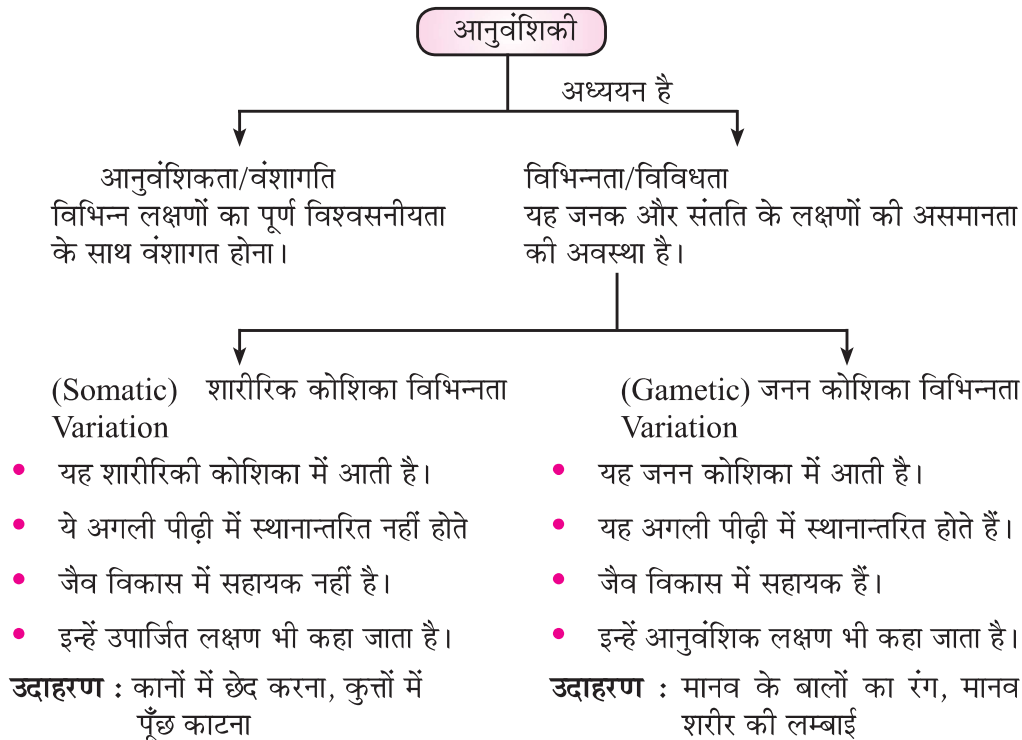 आनुवंशिकी
अध्ययन है
आनुवंशिकता/वंशागति
विभिन्न लक्षणों का पूर्ण विश्वसनीयता
के साथ वंशागत होना।
विभिन्नता/विविधता
यह जनक और संतति के लक्षणों की असमानता
की अवस्था है।
(Somatic) शारीरिक कोशिका विभिन्नता
Variation
• यह शारीरिकी कोशिका में आती है।
• ये अगली पीढ़ी में स्थानान्तरित नहीं होते
• जैव विकास में सहायक नहीं है।
• इन्हें उपार्जित लक्षण भी कहा जाता है।
उदाहरण : कानों में छेद करना, कुत्तों में
पूँछ काटना
(Gametic) जनन कोशिका विभिन्नता
Variation
• यह जनन कोशिका में आती है।
• यह अगली पीढ़ी में स्थानान्तरित होते हैं।
• जैव विकास में सहायक हैं।
• इन्हें आनुवंशिक लक्षण भी कहा जाता है।
उदाहरण : मानव के बालों का रंग, मानव
शरीर की लम्बाई